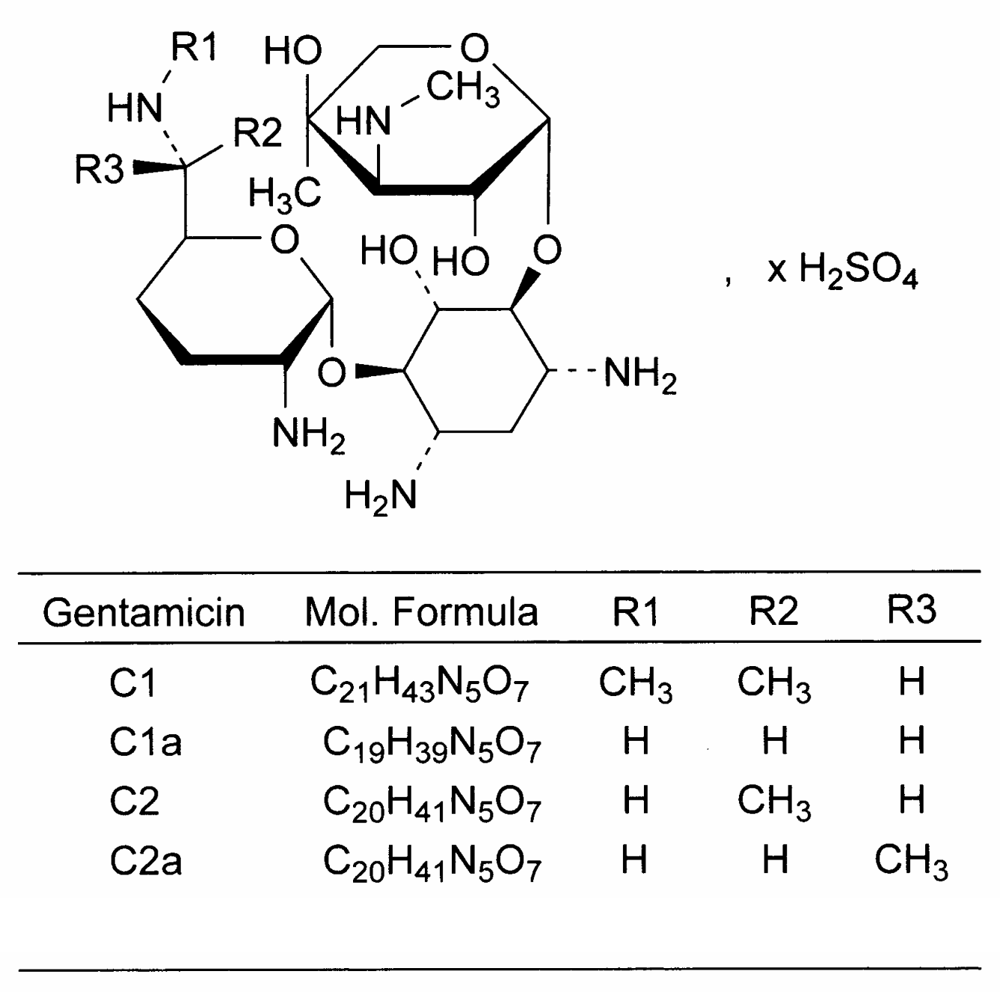 R1
HO
O
CH3
HN
HN
R2
R3
H3C
O
HO
HO
O
, x H2SO4
O
NH2
NH2
H2N
Gentamicin Mol. Formula R1 R2 R3
C1 C21H43N5O7 CH3 CH3 H
C1a C19H39N5O7 H H H
C2 C20H41N5O7 H CH3 H
C2a C20H41N5O7 H H CH3